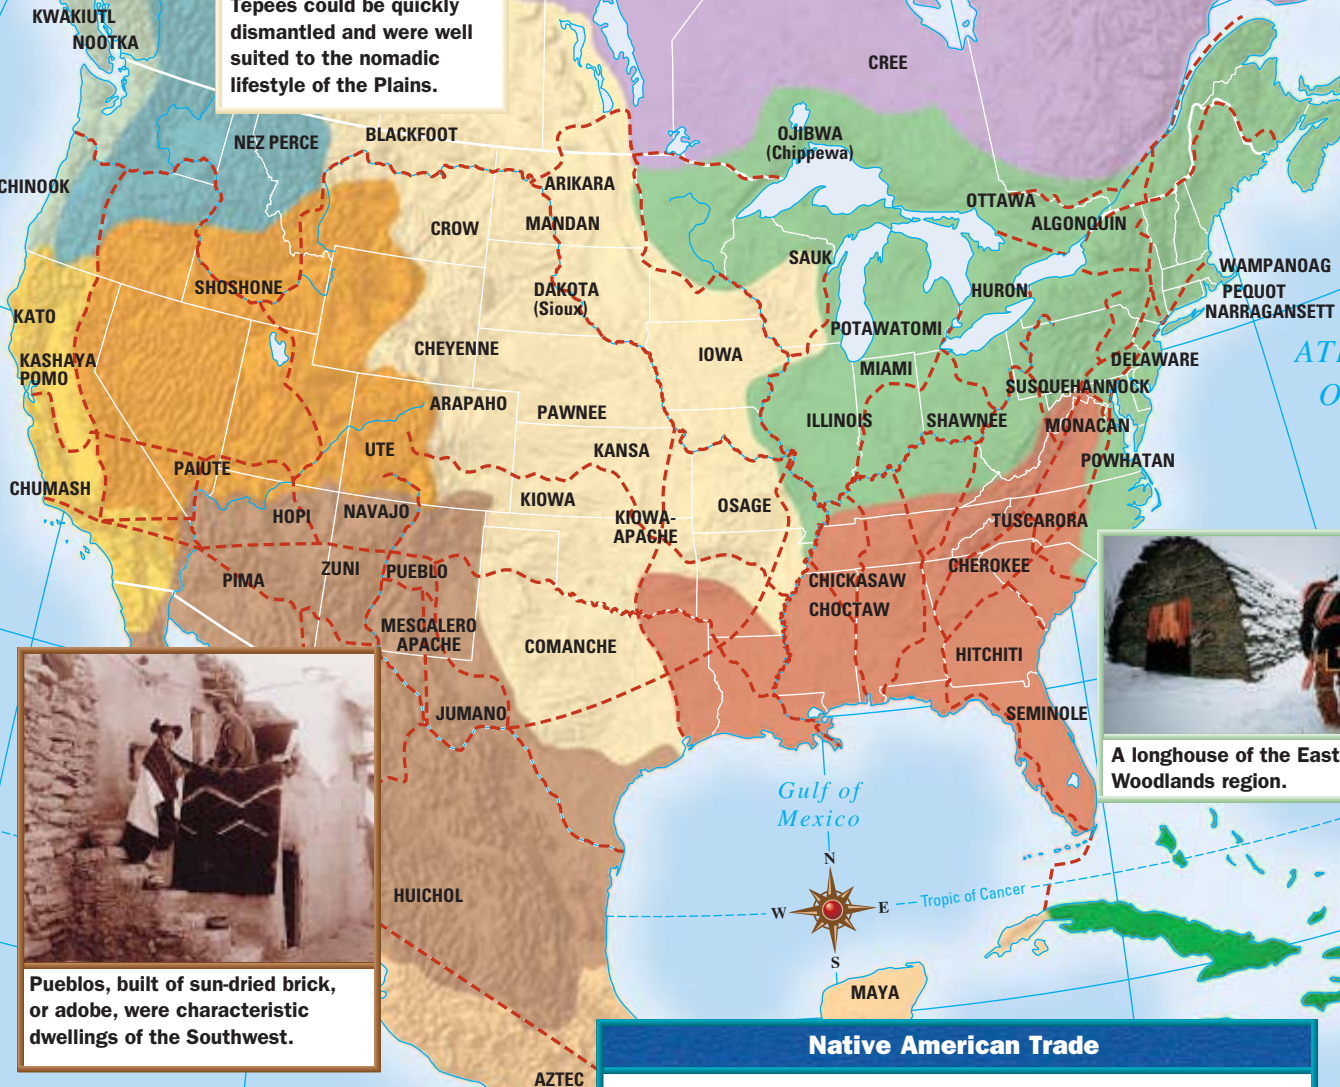 KWAKIUTL
NOOTKA
Tepees could be quickly
dismantled and were well
suited to the nomadic
lifestyle of the Plains.
CREE
NEZ PERCE
BLACKFOOT
OJIBWA
(Chippewa)
CHINOOK
ARIKARA
OTTAWA
CROW
MANDAN
ALGONQUIN
SAUK
WAMPANOAG
SHOSHONE
DAKOTA
(Sioux)
HURON
PEQUOT
NARRAGANSETT
KATO
POTAWATOMI
KASHAYA
POMO
CHEYENNE
IOWA
MIAMI
DELAWARE
ATL
O
SUSQUEHANNOCK
ARAPAHO
PAWNEE
ILLINOIS
SHAWNEE
MONACAN
UTE
KANSA
PAIUTE
POWHATAN
CHUMASH
HOPI
NAVAJO
KIOWA
OSAGE
KIOWA-
APACHE
TUSCARORA
PIMA
ZUNI
PUEBLO
CHICKASAW
CHEROKEE
CHOCTAW
MESCALERO
APACHE
COMANCHE
HITCHITI
JUMANO
SEMINOLE
A longhouse of the East
Woodlands region.
Gulf of
Mexico
N
W
E
S
Tropic of Cancer
HUICHOL
Pueblos, built of sun-dried brick,
or adobe, were characteristic
dwellings of the Southwest.
MAYA
Native American Trade
AZTEC